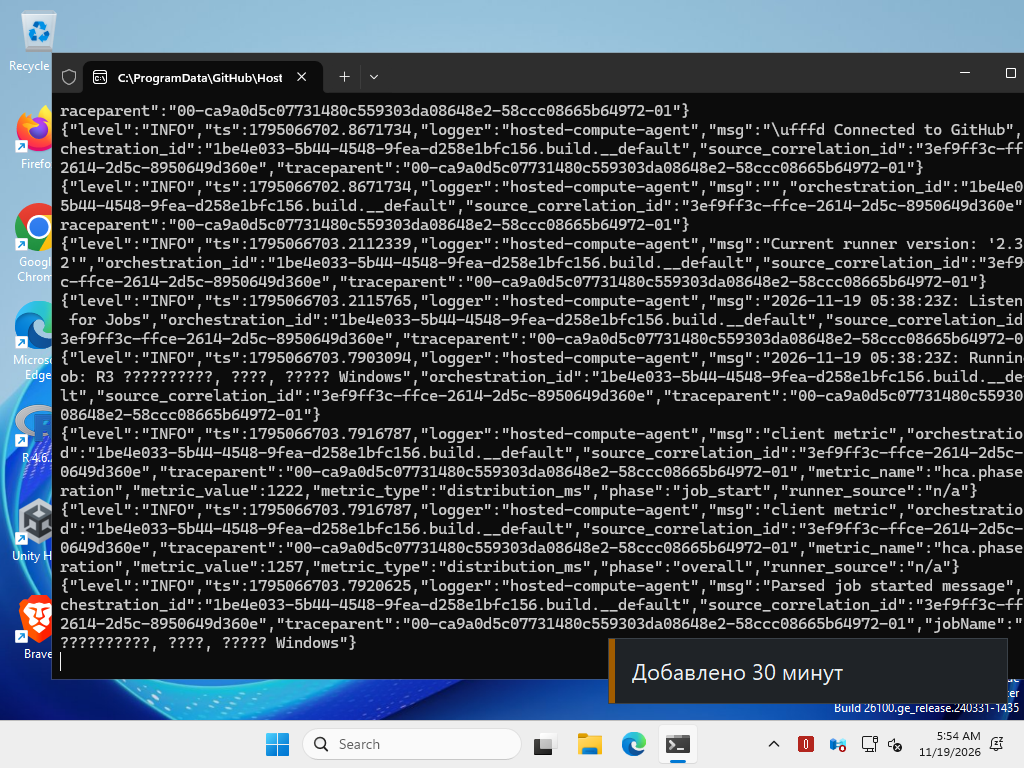 Recycle
Firefo
Googl
Chrom
Micros
Edge
R 4.6.
Unity H
Brave
C:\ProgramData\GitHub\Host
raceparent":"00-ca9a0d5c07731480c559303da08648e2-58ccc08665b64972-01"}
{"level":"INFO","ts":1795066702.8671734,"logger":"hosted-compute-agent","msg":"\ufffd Connected to GitHub",
chestration_id":"1be4e033-5b44-4548-9fea-d258e1bfc156.build.__default","source_correlation_id":"3ef9ff3c-ff
2614-2d5c-8950649d360e","traceparent":"00-ca9a0d5c07731480c559303da08648e2-58ccc08665b64972-01"}
{"level":"INFO","ts":1795066702.8671734,"logger":"hosted-compute-agent","msg":"","orchestration_id":"1be4e0
5b44-4548-9fea-d258e1bfc156.build.__default","source_correlation_id":"3ef9ff3c-ffce-2614-2d5c-8950649d360e"
raceparent":"00-ca9a0d5c07731480c559303da08648e2-58ccc08665b64972-01"}
{"level":"INFO","ts":1795066703.2112339,"logger":"hosted-compute-agent","msg":"Current runner version: '2.3
2'","orchestration_id":"1be4e033-5b44-4548-9fea-d258e1bfc156.build.__default","source_correlation_id":"3ef9
c-ffce-2614-2d5c-8950649d360e","traceparent":"00-ca9a0d5c07731480c559303da08648e2-58ccc08665b64972-01"}
{"level":"INFO","ts":1795066703.2115765,"logger":"hosted-compute-agent","msg":"2026-11-19 05:38:23Z: Listen
for Jobs","orchestration_id":"1be4e033-5b44-4548-9fea-d258e1bfc156.build.__default","source_correlation_id
3ef9ff3c-ffce-2614-2d5c-8950649d360e","traceparent":"00-ca9a0d5c07731480c559303da08648e2-58ccc08665b64972-0
{"level":"INFO","ts":1795066703.7903094,"logger":"hosted-compute-agent","msg":"2026-11-19 05:38:23Z: Runnin
ob: R3 ??????????, ????, ????? Windows","orchestration_id":"1be4e033-5b44-4548-9fea-d258e1bfc156.build.__de
lt","source_correlation_id":"3ef9ff3c-ffce-2614-2d5c-8950649d360e","traceparent":"00-ca9a0d5c07731480c55930
08648e2-58ccc08665b64972-01"}
{"level":"INFO","ts":1795066703.7916787,"logger":"hosted-compute-agent","msg":"client metric","orchestratio
d":"1be4e033-5b44-4548-9fea-d258e1bfc156.build.__default","source_correlation_id":"3ef9ff3c-ffce-2614-2d5c-
0649d360e","traceparent":"00-ca9a0d5c07731480c559303da08648e2-58ccc08665b64972-01","metric_name":"hca.phase
ration","metric_value":1222,"metric_type":"distribution_ms","phase":"job_start","runner_source":"n/a"}
{"level":"INFO","ts":1795066703.7916787,"logger":"hosted-compute-agent","msg":"client metric","orchestratio
d":"1be4e033-5b44-4548-9fea-d258e1bfc156.build.__default","source_correlation_id":"3ef9ff3c-ffce-2614-2d5c-
0649d360e","traceparent":"00-ca9a0d5c07731480c559303da08648e2-58ccc08665b64972-01","metric_name":"hca.phase
ration","metric_value":1257,"metric_type":"distribution_ms","phase":"overall","runner_source":"n/a"}
{"level":"INFO","ts":1795066703.7920625,"logger":"hosted-compute-agent","msg":"Parsed job started message",
chestration_id":"1be4e033-5b44-4548-9fea-d258e1bfc156.build.__default","source_correlation_id":"3ef9ff3c-ff
2614-2d5c-8950649d360e","traceparent":"00-ca9a0d5c07731480c559303da08648e2-58ccc08665b64972-01","jobName":"
??????????, ????, ????? Windows"}
Добавлено 30 минут
Build 26100.ge_release.240331-1435
Search
5:54 AM
11/19/2026